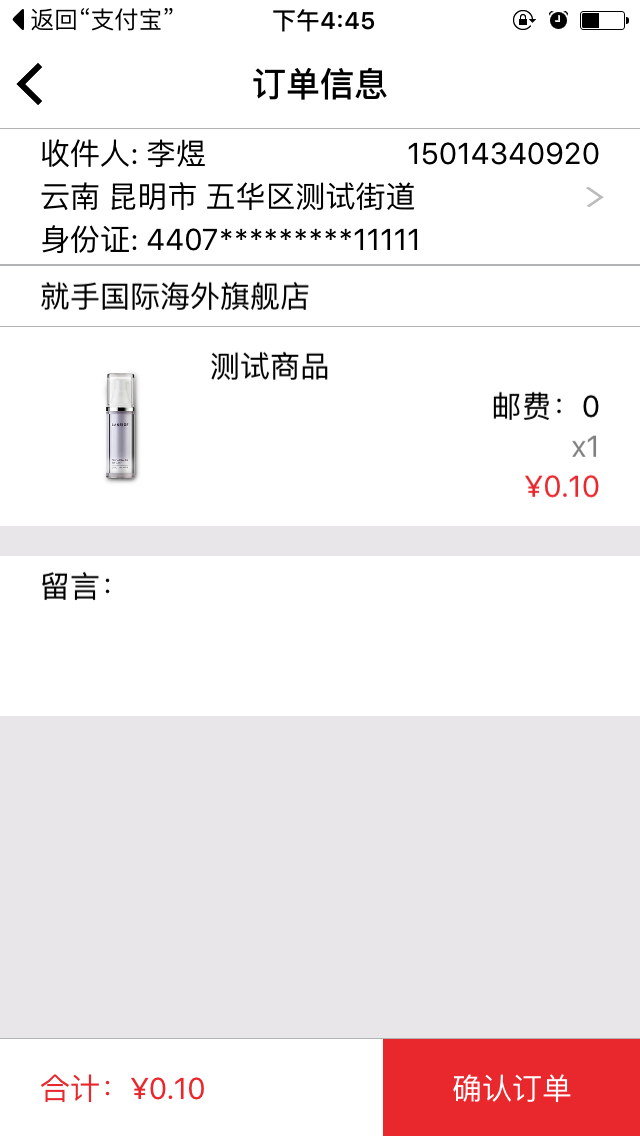 返回“支付宝”
下午4:45
订单信息
收件人: 李煜 15014340920
云南 昆明市 五华区测试街道
身份证: 4407*********11111
就手国际海外旗舰店
测试商品
邮费：0
x1
¥0.10
LANEIGE
留言：
合计：¥0.10
确认订单